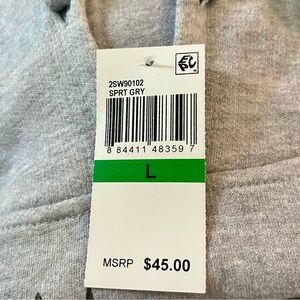 2SW90102
SPRT GRY
8 84411 48359 7
L
MSRP $45.00